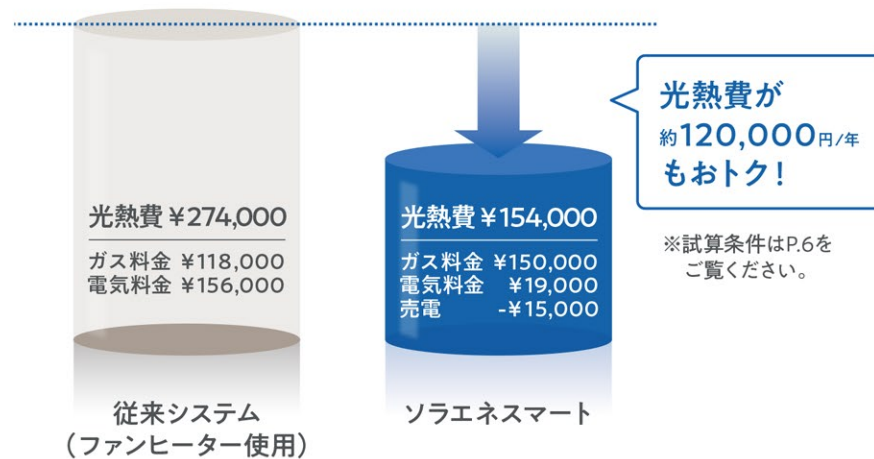 光熱費が
約120,000円/年
もおトク!
※試算条件はP.6を
ご覧ください。
光熱費 ¥274,000
ガス料金 ¥118,000
電気料金 ¥156,000
従来システム
(ファンヒーター使用)
光熱費 ¥154,000
ガス料金 ¥150,000
電気料金 ¥19,000
売電 -¥15,000
ソラエネスマート